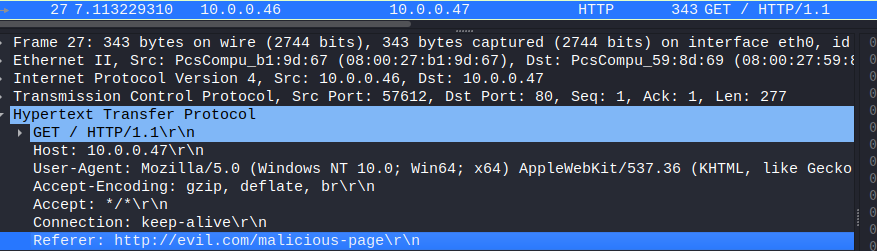 27 7.113229310 10.0.0.46 10.0.0.47 HTTP 343 GET / HTTP/1.1
Frame 27: 343 bytes on wire (2744 bits), 343 bytes captured (2744 bits) on interface eth0, id
Ethernet II, Src: PcsCompu_b1:9d:67 (08:00:27:b1:9d:67), Dst: PcsCompu_59:8d:69 (08:00:27:59:8
Internet Protocol Version 4, Src: 10.0.0.46, Dst: 10.0.0.47
Transmission Control Protocol, Src Port: 57612, Dst Port: 80, Seq: 1, Ack: 1, Len: 277
Hypertext Transfer Protocol
GET / HTTP/1.1\r\n
Host: 10.0.0.47\r\n
User-Agent: Mozilla/5.0 (Windows NT 10.0; Win64; x64) AppleWebKit/537.36 (KHTML, like Gecko
Accept-Encoding: gzip, deflate, br\r\n
Accept: */*\r\n
Connection: keep-alive\r\n
Referer: http://evil.com/malicious-page\r\n